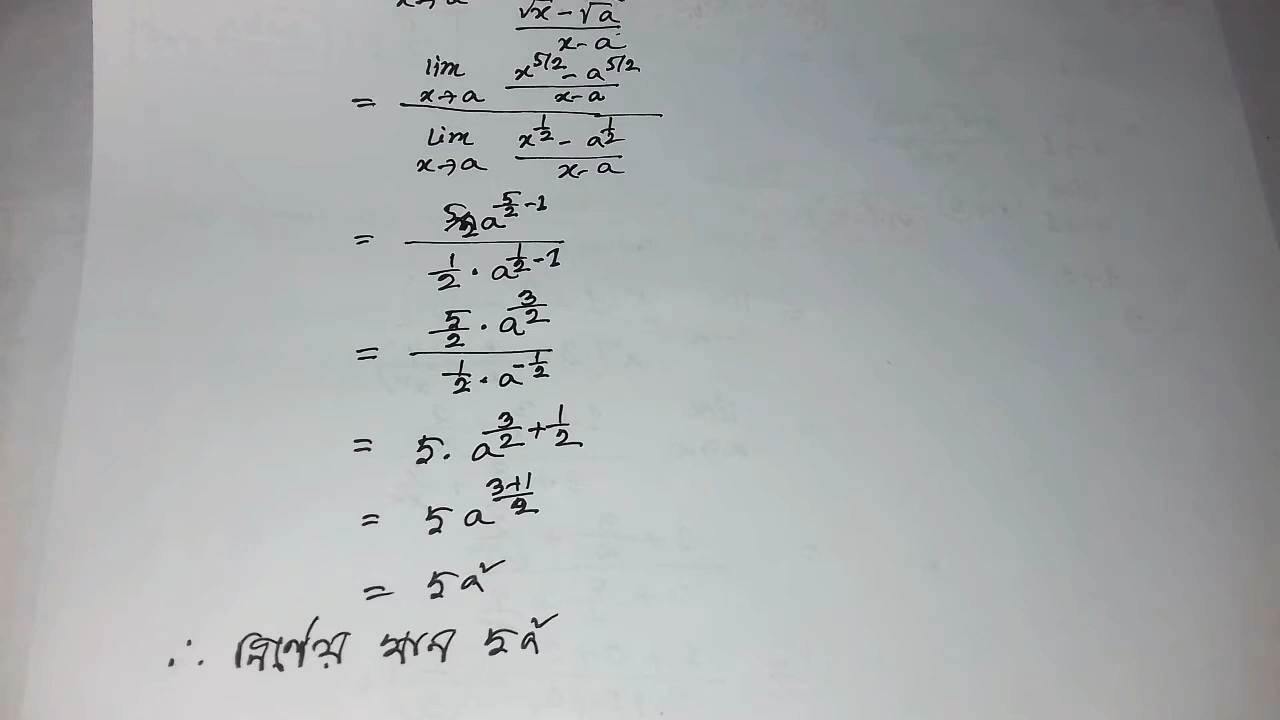 x→a √x - √a
x - a
= lim x→a (x^5/2 - a^5/2)/(x - a)
lim x→a (x^1/2 - a^1/2)/(x - a)
= 5/2 a^(5/2 - 1)
1/2 · a^(1/2 - 1)
= 5/2 · a^3/2
1/2 · a^-1/2
= 5 · a^(3/2 + 1/2)
= 5 a^((3+1)/2)
= 5a²
∴ নির্ণেয় মান 5a²